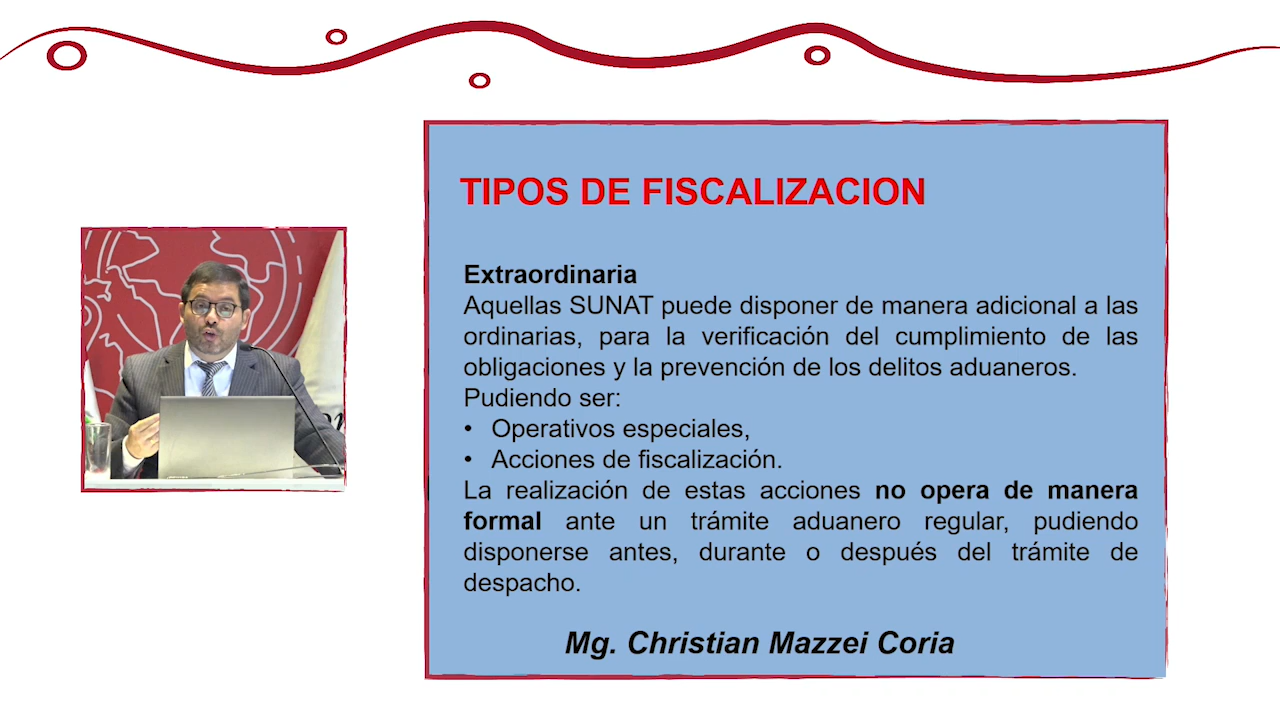 TIPOS DE FISCALIZACION
Extraordinaria
Aquellas SUNAT puede disponer de manera adicional a las
ordinarias, para la verificación del cumplimiento de las
obligaciones y la prevención de los delitos aduaneros.
Pudiendo ser:
• Operativos especiales,
• Acciones de fiscalización.
La realización de estas acciones no opera de manera
formal ante un trámite aduanero regular, pudiendo
disponerse antes, durante o después del trámite de
despacho.
Mg. Christian Mazzei Coria